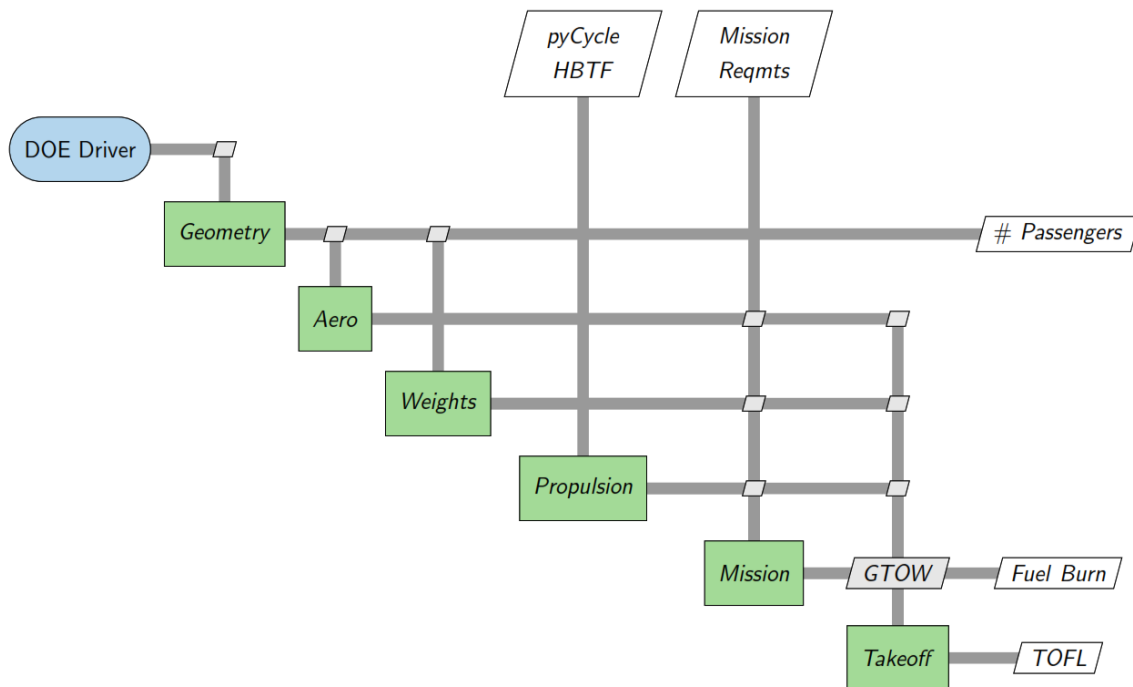 pyCycle
HBTF
Mission
Reqmts
DOE Driver
Geometry
# Passengers
Aero
Weights
Propulsion
Mission
GTOW
Fuel Burn
Takeoff
TOFL